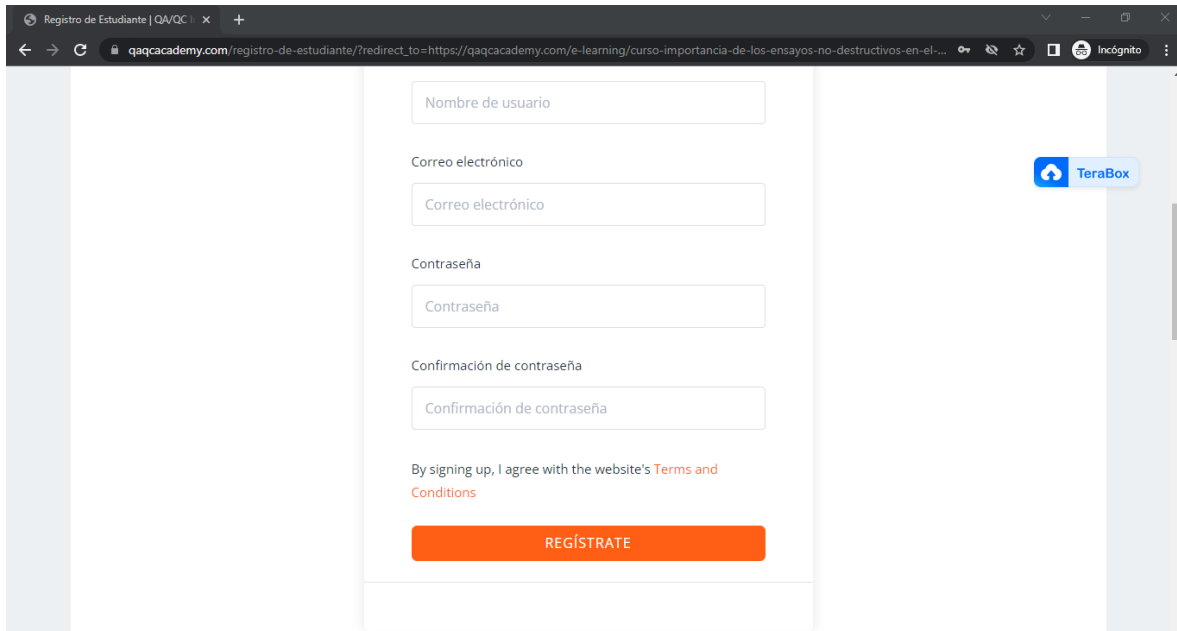 Registro de Estudiante | QA/QC I
qaqcacademy.com/registro-de-estudiante/?redirect_to=https://qaqcacademy.com/e-learning/curso-importancia-de-los-ensayos-no-destructivos-en-el-...
Incógnito
Nombre de usuario
Correo electrónico
TeraBox
Correo electrónico
Contraseña
Contraseña
Confirmación de contraseña
Confirmación de contraseña
By signing up, I agree with the website's Terms and
Conditions
REGÍSTRATE